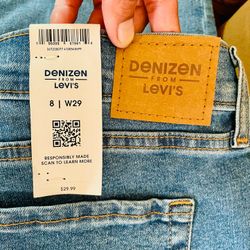 DENIZEN
FROM
LEVI'S
8 | W29
RESPONSIBLY MADE
SCAN TO LEARN MORE
$29.99
DENIZEN
FROM
LEVI'S